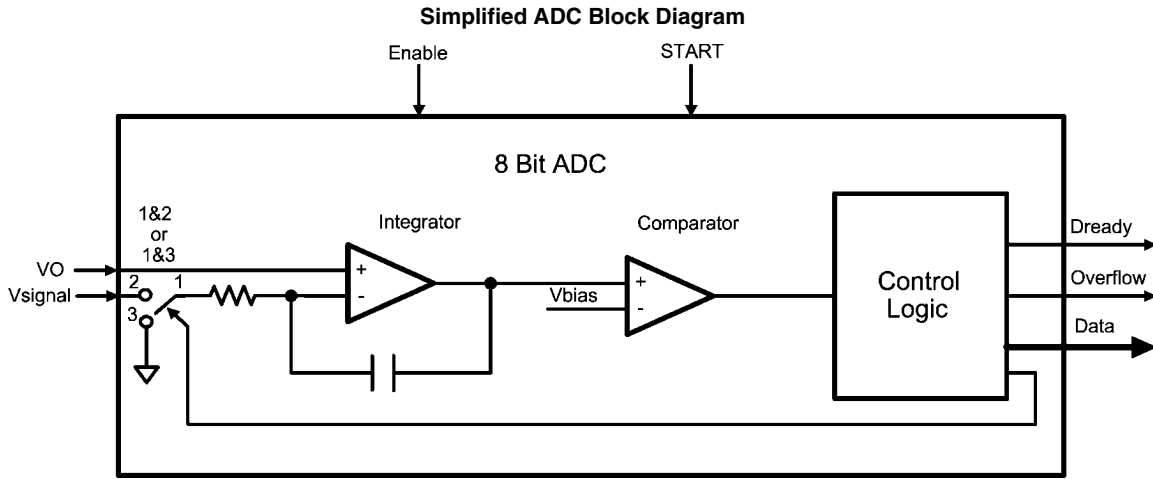 Simplified ADC Block Diagram
Enable
START
8 Bit ADC
1&2
or
1&3
Integrator
Comparator
Dready
VO
+
2
1
Vsignal
-
Vbias
+
-
3
Control
Logic
Overflow
Data